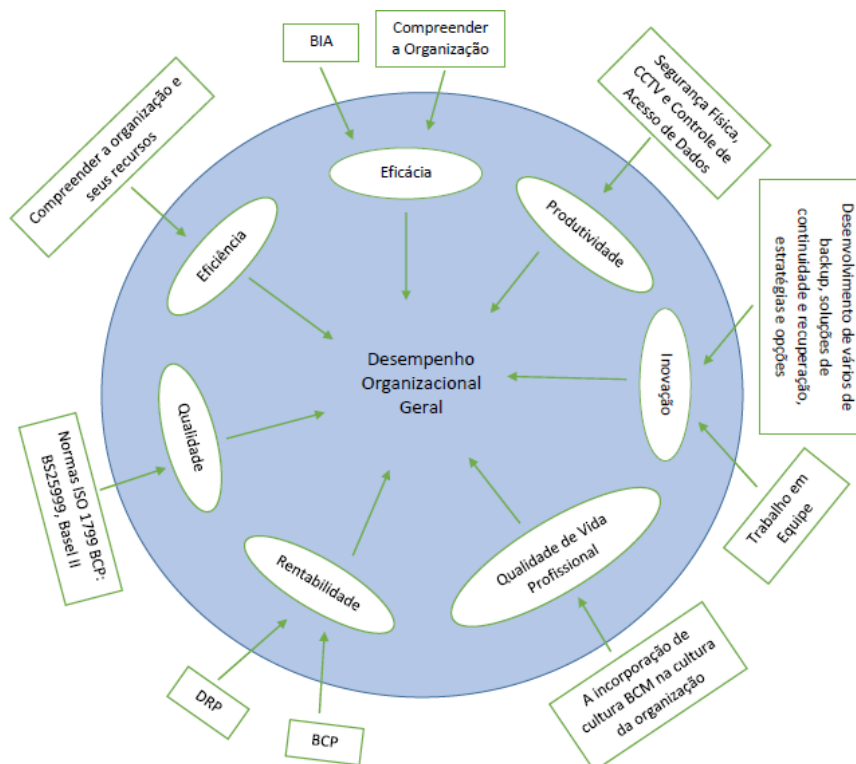 BIA
Compreender
a Organização
Segurança Física,
CCTV e Controle de
Acesso de Dados
Compreender a organização e
seus recursos
Eficácia
Produtividade
Eficiência
Desenvolvimento de vários de
backup, soluções de
continuidade e recuperação,
estratégias e opções
Desempenho
Organizacional
Geral
Inovação
Qualidade
Normas ISO 1799 BCP:
BS25999, Basel II
Trabalho em
Equipe
Qualidade de Vida
Profissional
Rentabilidade
A incorporação de
cultura BCM na cultura
da organização
DRP
BCP